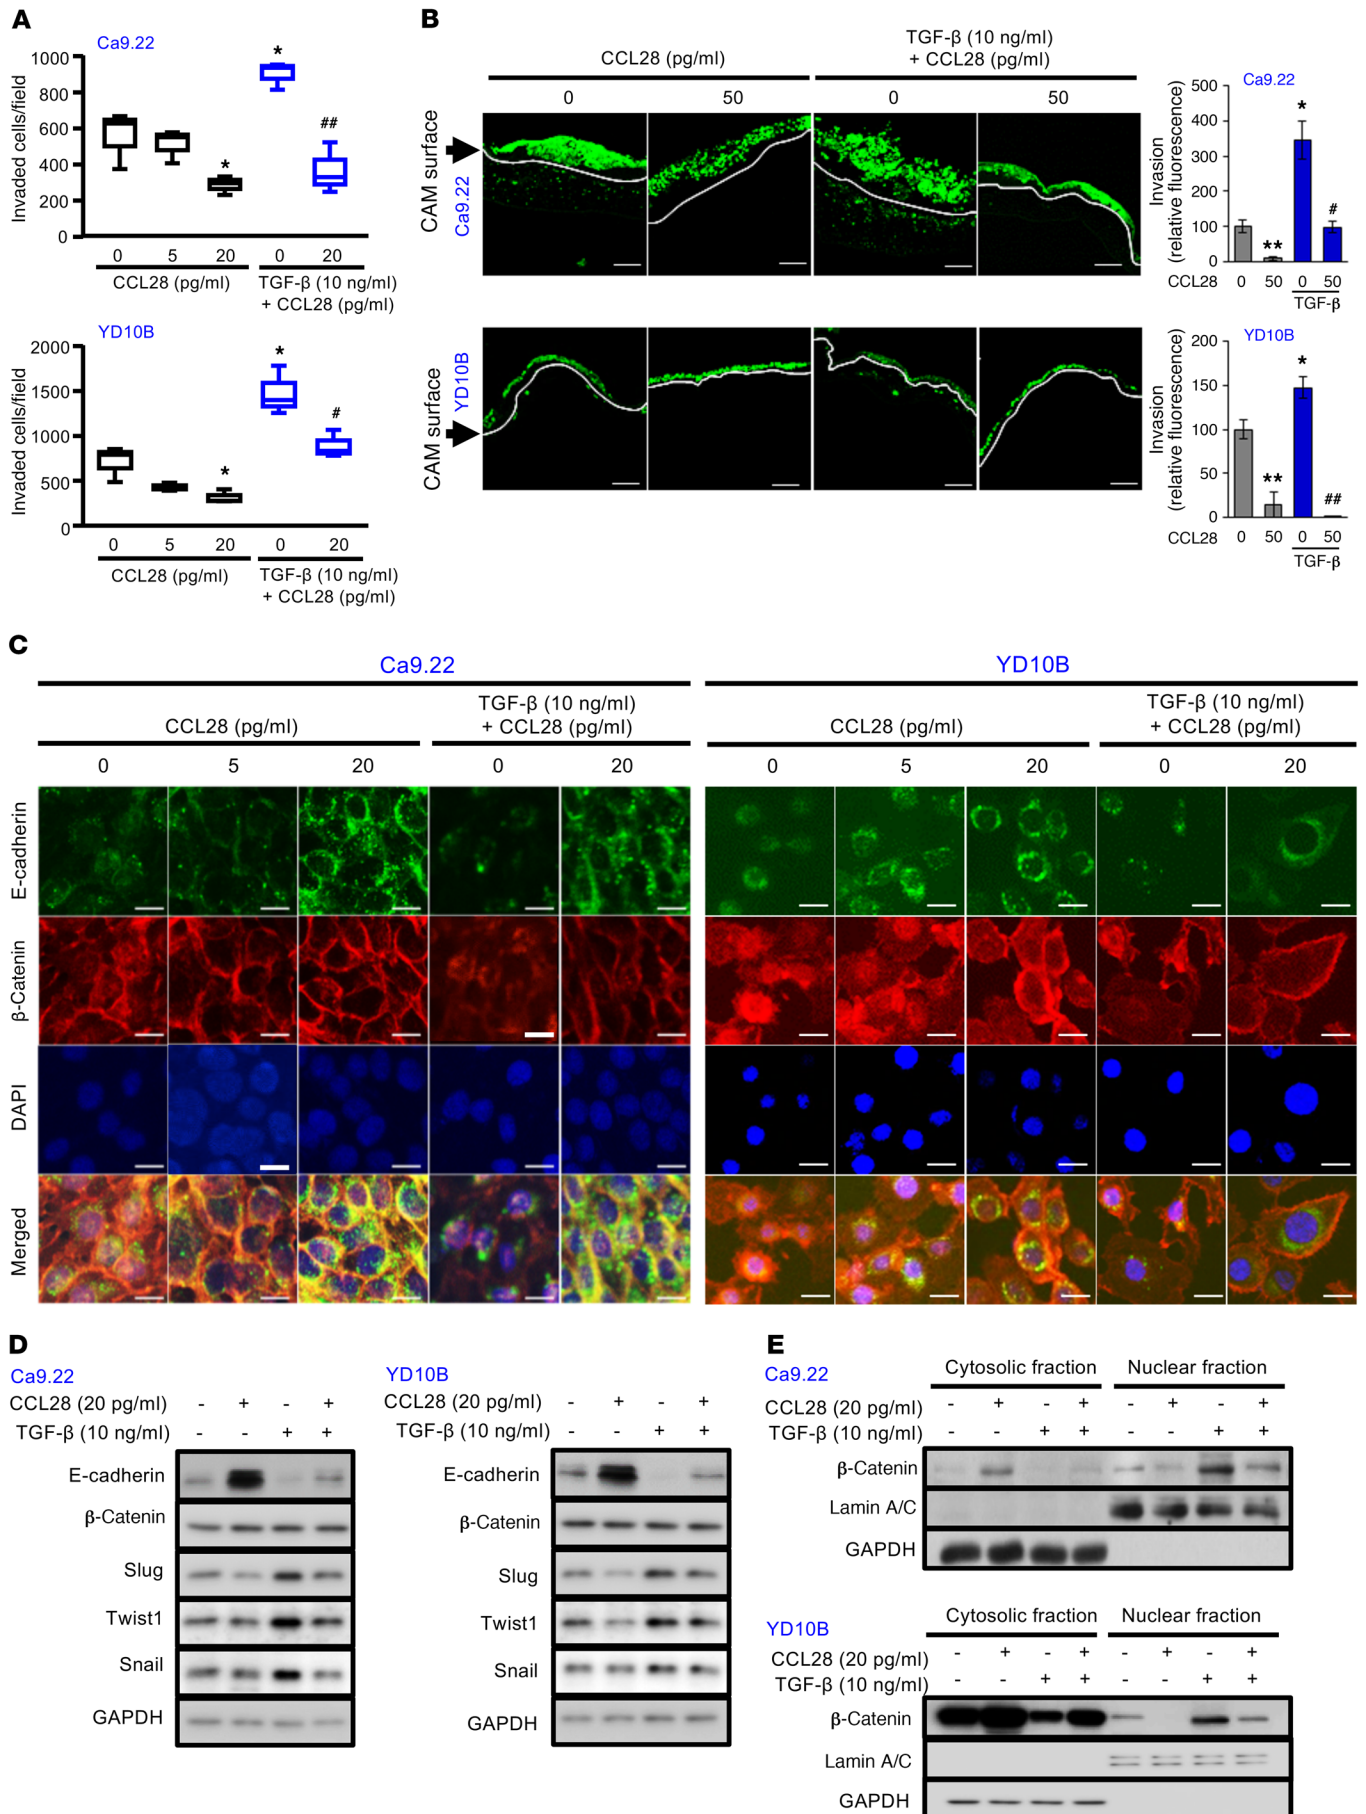 A
Ca9.22
Invaded cells/field
1000
800
600
400
200
0
*
*
##
0 5 20 0 20
CCL28 (pg/ml)
TGF-β (10 ng/ml)
+ CCL28 (pg/ml)
YD10B
Invaded cells/field
2000
1500
1000
500
0
*
*
#
0 5 20 0 20
CCL28 (pg/ml)
TGF-β (10 ng/ml)
+ CCL28 (pg/ml)
B
CCL28 (pg/ml)
TGF-β (10 ng/ml)
+ CCL28 (pg/ml)
0 50 0 50
CAM surface
Ca9.22
CAM surface
YD10B
Ca9.22
Invasion
(relative fluorescence)
500
400
300
200
100
0
**
*
#
CCL28 0 50 0 50
TGF-β
YD10B
Invasion
(relative fluorescence)
200
150
100
50
0
**
*
##
CCL28 0 50 0 50
TGF-β
C
Ca9.22
CCL28 (pg/ml)
TGF-β (10 ng/ml)
+ CCL28 (pg/ml)
0 5 20 0 20
YD10B
CCL28 (pg/ml)
TGF-β (10 ng/ml)
+ CCL28 (pg/ml)
0 5 20 0 20
E-cadherin
β-Catenin
DAPI
Merged
D
Ca9.22
CCL28 (20 pg/ml) - + - +
TGF-β (10 ng/ml) - - + +
E-cadherin
β-Catenin
Slug
Twist1
Snail
GAPDH
YD10B
CCL28 (20 pg/ml) - + - +
TGF-β (10 ng/ml) - - + +
E-cadherin
β-Catenin
Slug
Twist1
Snail
GAPDH
E
Ca9.22
Cytosolic fraction Nuclear fraction
CCL28 (20 pg/ml) - + - + - + - +
TGF-β (10 ng/ml) - - + + - - + +
β-Catenin
Lamin A/C
GAPDH
YD10B
Cytosolic fraction Nuclear fraction
CCL28 (20 pg/ml) - + - + - + - +
TGF-β (10 ng/ml) - - + + - - + +
β-Catenin
Lamin A/C
GAPDH